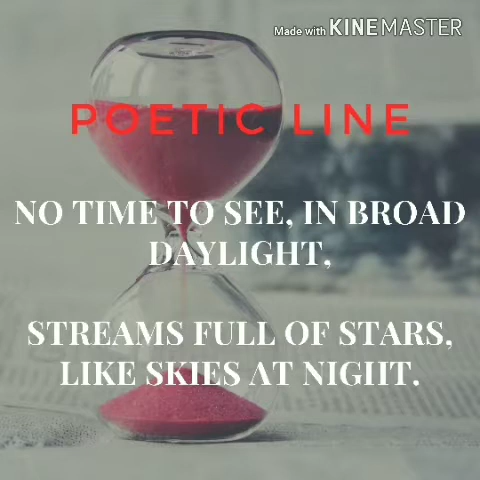 Made with KINEMASTER
POETIC LINE
NO TIME TO SEE, IN BROAD
DAYLIGHT,
STREAMS FULL OF STARS,
LIKE SKIES AT NIGHT.